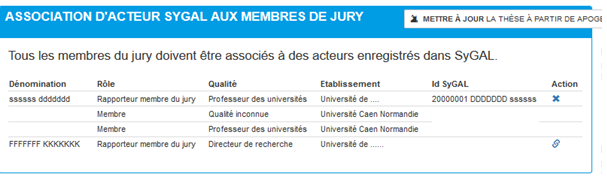 ASSOCIATION D'ACTEUR SYGAL AUX MEMBRES DE JURY
METTRE À JOUR LA THÈSE À PARTIR DE APOGE
Tous les membres du jury doivent être associés à des acteurs enregistrés dans SyGAL.
Dénomination Rôle Qualité Etablissement Id SyGAL Action
ssssss ddddddd Rapporteur membre du jury Professeur des universités Université de .... 20000001 DDDDDDD ssssss
Membre Qualité inconnue Université Caen Normandie
Membre Professeur des universités Université Caen Normandie
FFFFFFF KKKKKKK Rapporteur membre du jury Directeur de recherche Université de ......